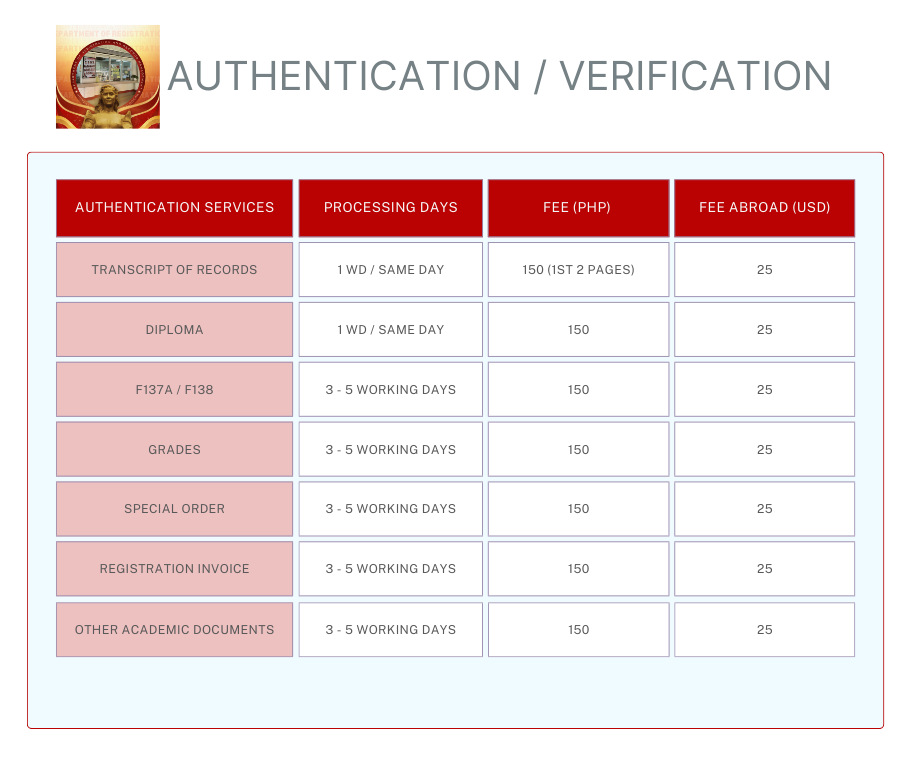 AUTHENTICATION / VERIFICATION
AUTHENTICATION SERVICES PROCESSING DAYS FEE (PHP) FEE ABROAD (USD)
TRANSCRIPT OF RECORDS 1 WD / SAME DAY 150 (1ST 2 PAGES) 25
DIPLOMA 1 WD / SAME DAY 150 25
F137A / F138 3 - 5 WORKING DAYS 150 25
GRADES 3 - 5 WORKING DAYS 150 25
SPECIAL ORDER 3 - 5 WORKING DAYS 150 25
REGISTRATION INVOICE 3 - 5 WORKING DAYS 150 25
OTHER ACADEMIC DOCUMENTS 3 - 5 WORKING DAYS 150 25